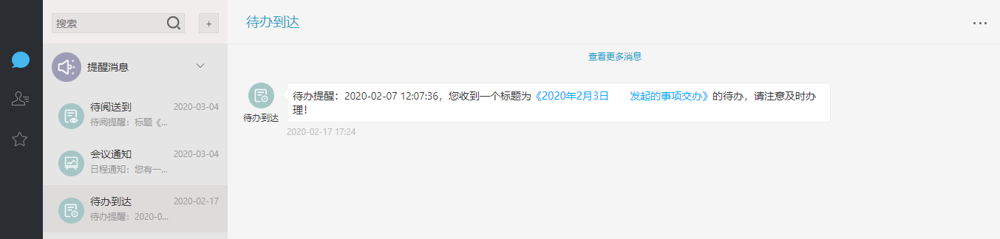 搜索
+
提醒消息
待阅送到 2020-03-04
待阅提醒：标题《...
会议通知 2020-03-04
日程通知：您有一...
待办到达 2020-02-17
待办提醒：2020-0...
待办到达
查看更多消息
待办到达
待办提醒：2020-02-07 12:07:36，您收到一个标题为《2020年2月3日 发起的事项交办》的待办，请注意及时办
理！
2020-02-17 17:24